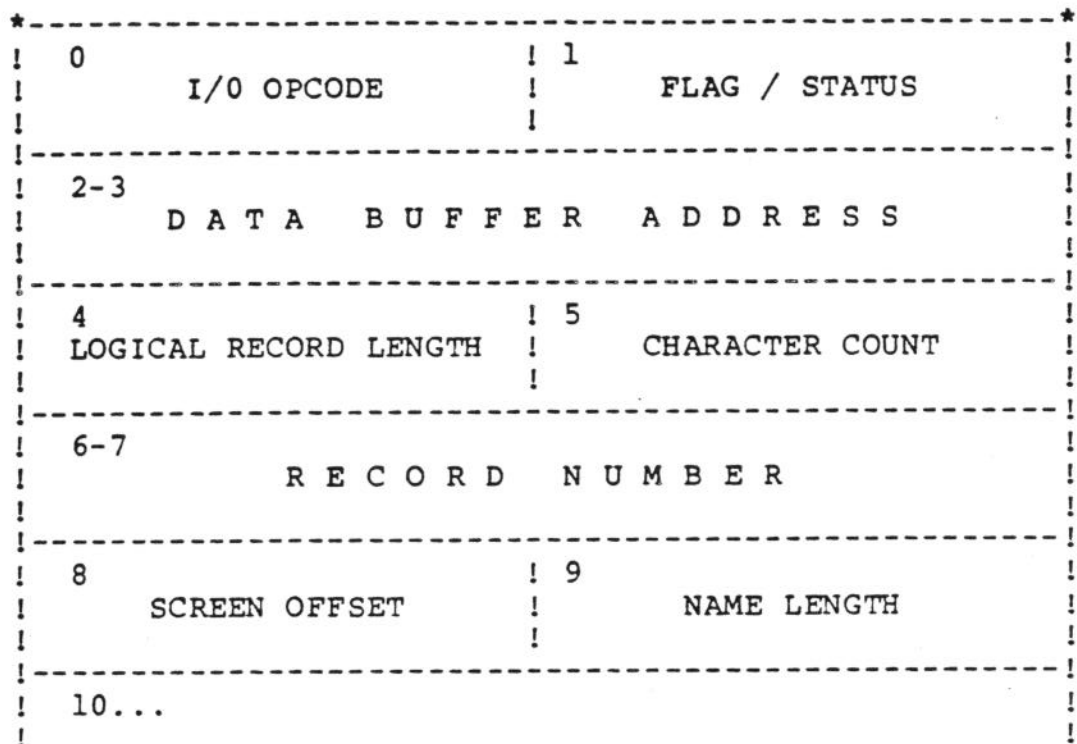 *-----------------------------------------------------------*
! 0 ! 1 !
! I/0 OPCODE ! FLAG / STATUS !
! ! !
!-----------------------------------------------------------!
! 2-3 !
! D A T A B U F F E R A D D R E S S !
! !
!-----------------------------------------------------------!
! 4 ! 5 !
! LOGICAL RECORD LENGTH ! CHARACTER COUNT !
! ! !
!-----------------------------------------------------------!
! 6-7 !
! R E C O R D N U M B E R !
! !
!-----------------------------------------------------------!
! 8 ! 9 !
! SCREEN OFFSET ! NAME LENGTH !
! ! !
!-----------------------------------------------------------!
! 10... !
! !